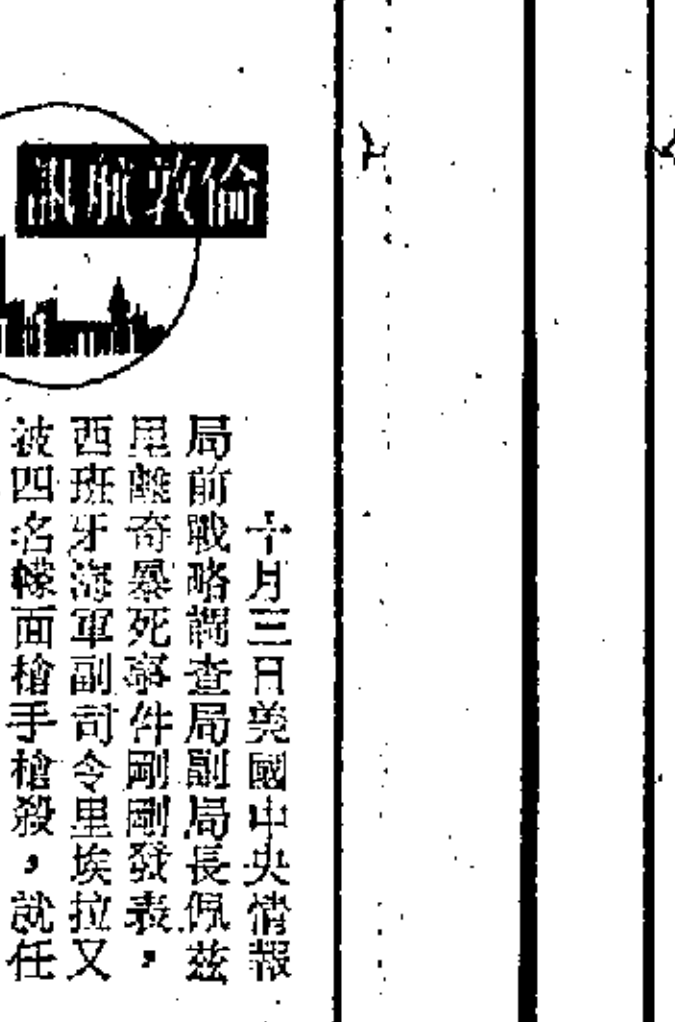 倫敦航訊
十月三日美國中央情報
局前戰略調查局副局長佩兹
里離奇暴死事件剛剛發表，
西班牙海軍副司令里埃拉又
被四名幪面槍手槍殺，就任